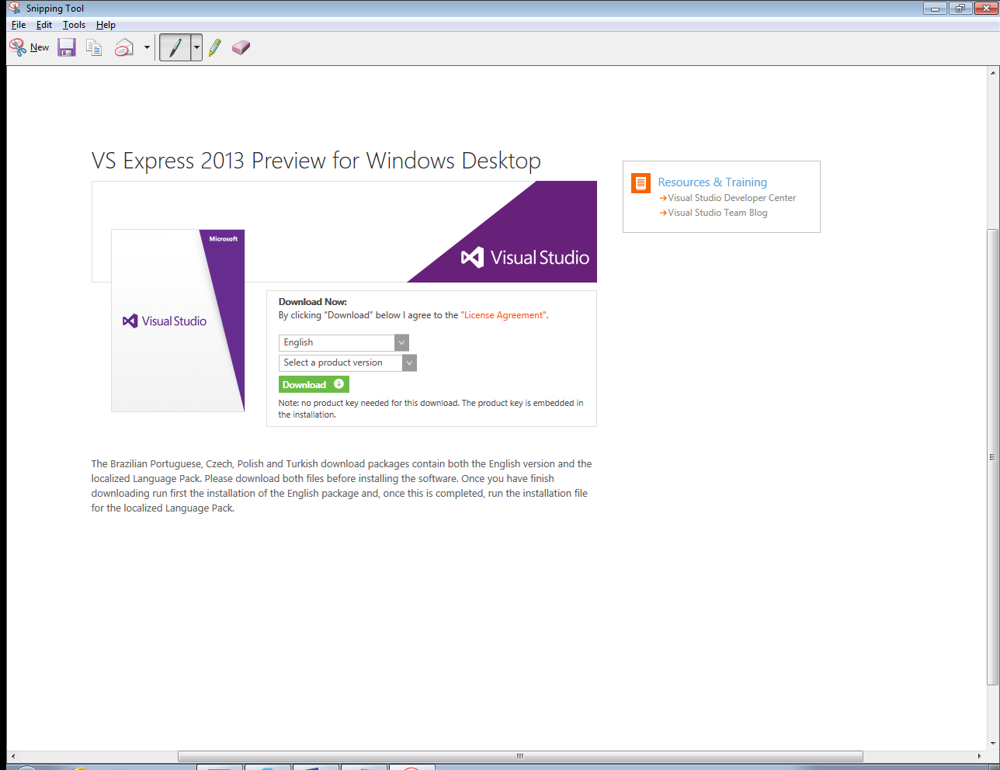 Snipping Tool
File Edit Tools Help
New
VS Express 2013 Preview for Windows Desktop
Visual Studio
Microsoft
Visual Studio
Download Now:
By clicking “Download” below I agree to the "License Agreement".
English
Select a product version
Download
Note: no product key needed for this download. The product key is embedded in
the installation.
Resources & Training
Visual Studio Developer Center
Visual Studio Team Blog
The Brazilian Portuguese, Czech, Polish and Turkish download packages contain both the English version and the
localized Language Pack. Please download both files before installing the software. Once you have finish
downloading run first the installation of the English package and, once this is completed, run the installation file
for the localized Language Pack.